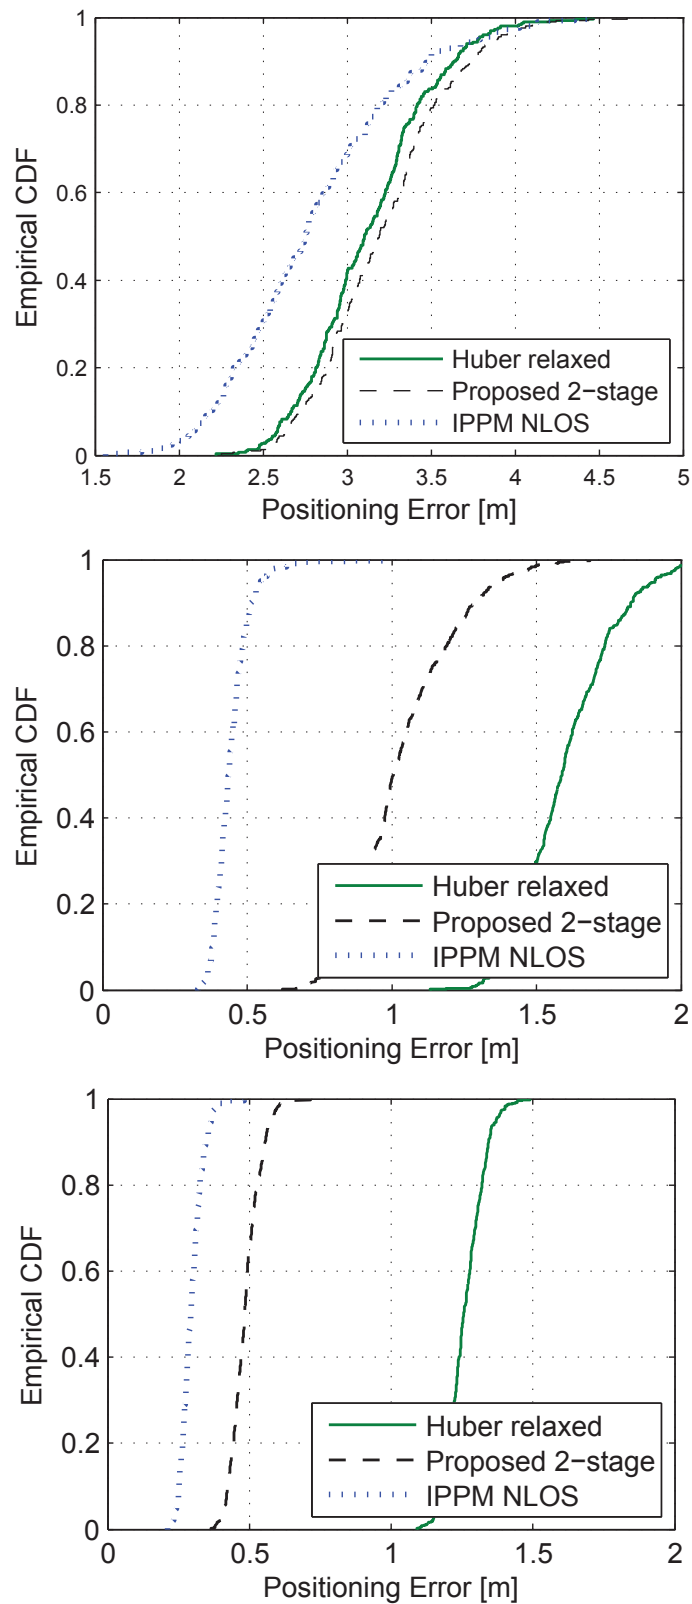 Empirical CDF
1
0.8
0.6
0.4
0.2
0
Huber relaxed
Proposed 2−stage
IPPM NLOS
1.5 2 2.5 3 3.5 4 4.5 5
Positioning Error [m]
Empirical CDF
1
0.8
0.6
0.4
0.2
0
Huber relaxed
Proposed 2−stage
IPPM NLOS
0 0.5 1 1.5 2
Positioning Error [m]
Empirical CDF
1
0.8
0.6
0.4
0.2
0
Huber relaxed
Proposed 2−stage
IPPM NLOS
0 0.5 1 1.5 2
Positioning Error [m]